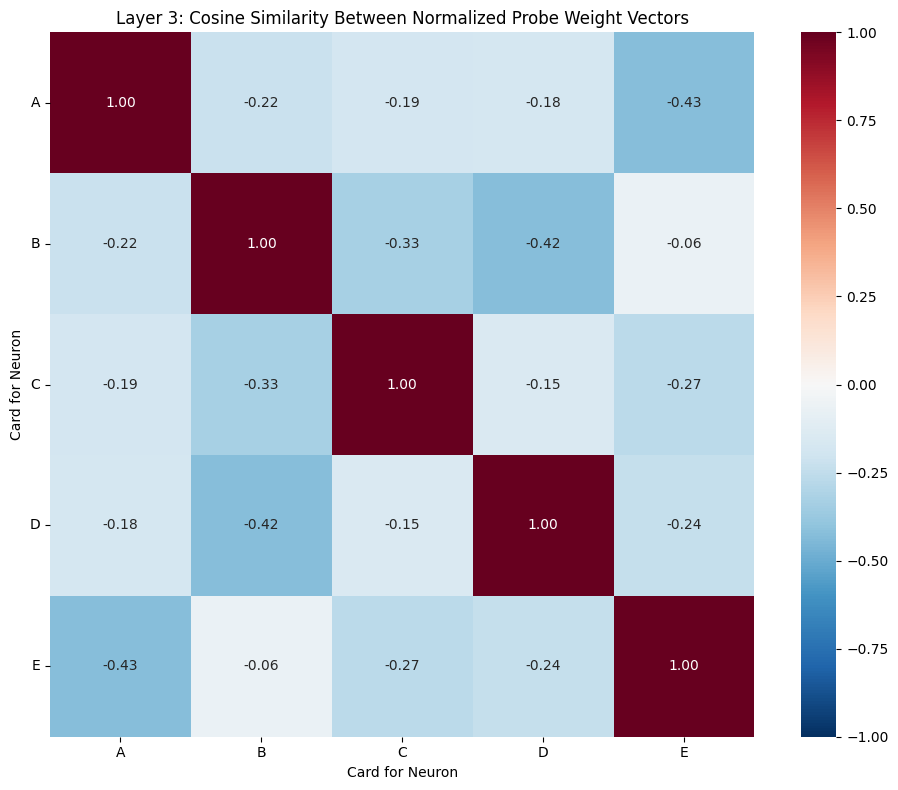 Layer 3: Cosine Similarity Between Normalized Probe Weight Vectors
A 1.00 -0.22 -0.19 -0.18 -0.43
B -0.22 1.00 -0.33 -0.42 -0.06
C -0.19 -0.33 1.00 -0.15 -0.27
D -0.18 -0.42 -0.15 1.00 -0.24
E -0.43 -0.06 -0.27 -0.24 1.00
A B C D E
Card for Neuron
Card for Neuron
1.00
0.75
0.50
0.25
0.00
−0.25
−0.50
−0.75
−1.00